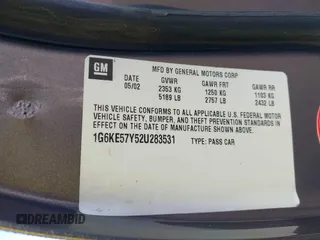 GM
MFD BY GENERAL MOTORS CORP
DATE GVWR GAWR FRT GAWR RR
05/02 2353 KG 1250 KG 1103 KG
5189 LB 2757 LB 2432 LB
THIS VEHICLE CONFORMS TO ALL APPLICABLE U.S. FEDERAL MOTOR
VEHICLE SAFETY, BUMPER, AND THEFT PREVENTION STANDARDS IN
EFFECT ON THE DATE OF MANUFACTURE SHOWN ABOVE.
1G6KE57Y52U283531 TYPE: PASS CAR
DREAMBID